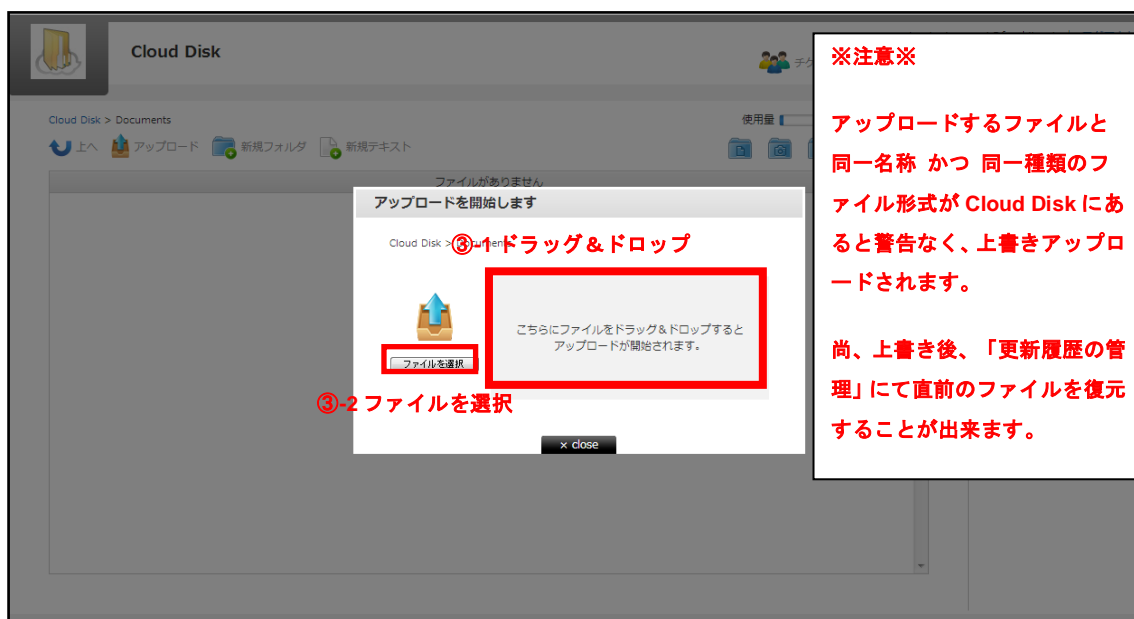 Cloud Disk
チケ
Cloud Disk > Documents
使用量
上へ アップロード 新規フォルダ 新規テキスト
ファイルがありません
アップロードを開始します
Cloud Disk > Documents
③-1ドラッグ&ドロップ
こちらにファイルをドラッグ&ドロップすると
アップロードが開始されます。
ファイルを選択
③-2 ファイルを選択
× close
※注意※
アップロードするファイルと
同一名称 かつ 同一種類のフ
ァイル形式が Cloud Disk にあ
ると警告なく、上書きアップロ
ードされます。
尚、上書き後、「更新履歴の管
理」にて直前のファイルを復元
することが出来ます。